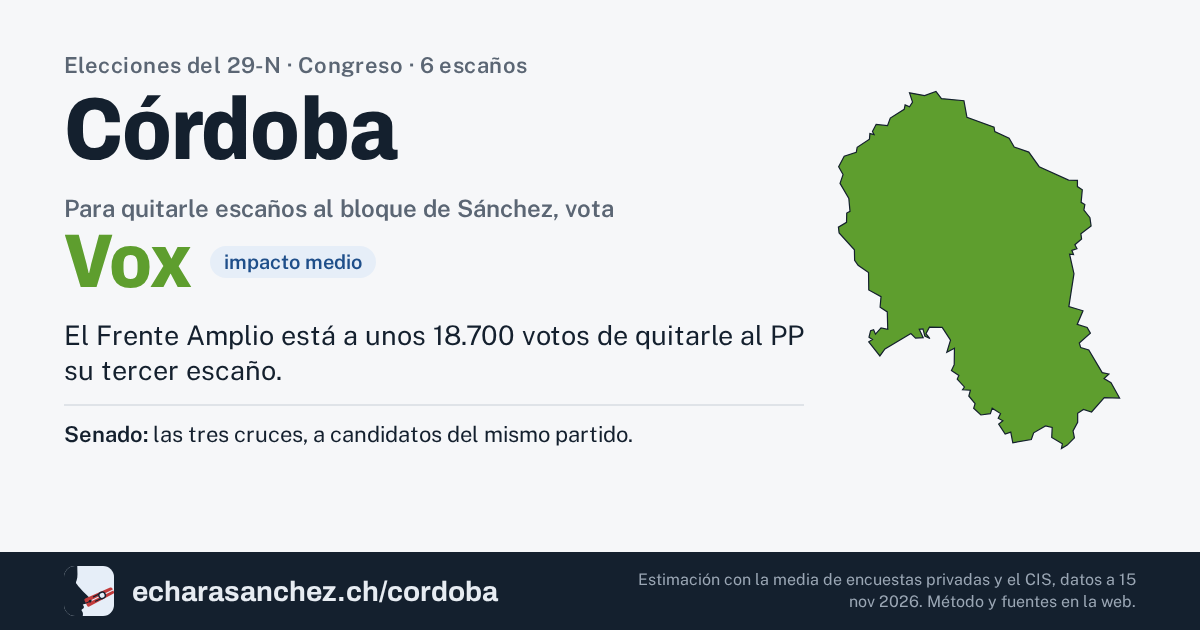 Elecciones del 29-N · Congreso · 6 escaños
Córdoba
Para quitarle escaños al bloque de Sánchez, vota
Vox impacto medio
El Frente Amplio está a unos 18.700 votos de quitarle al PP
su tercer escaño.
Senado: las tres cruces, a candidatos del mismo partido.
echarasanchez.ch/cordoba
Estimación con la media de encuestas privadas y el CIS, datos a 15
nov 2026. Método y fuentes en la web.